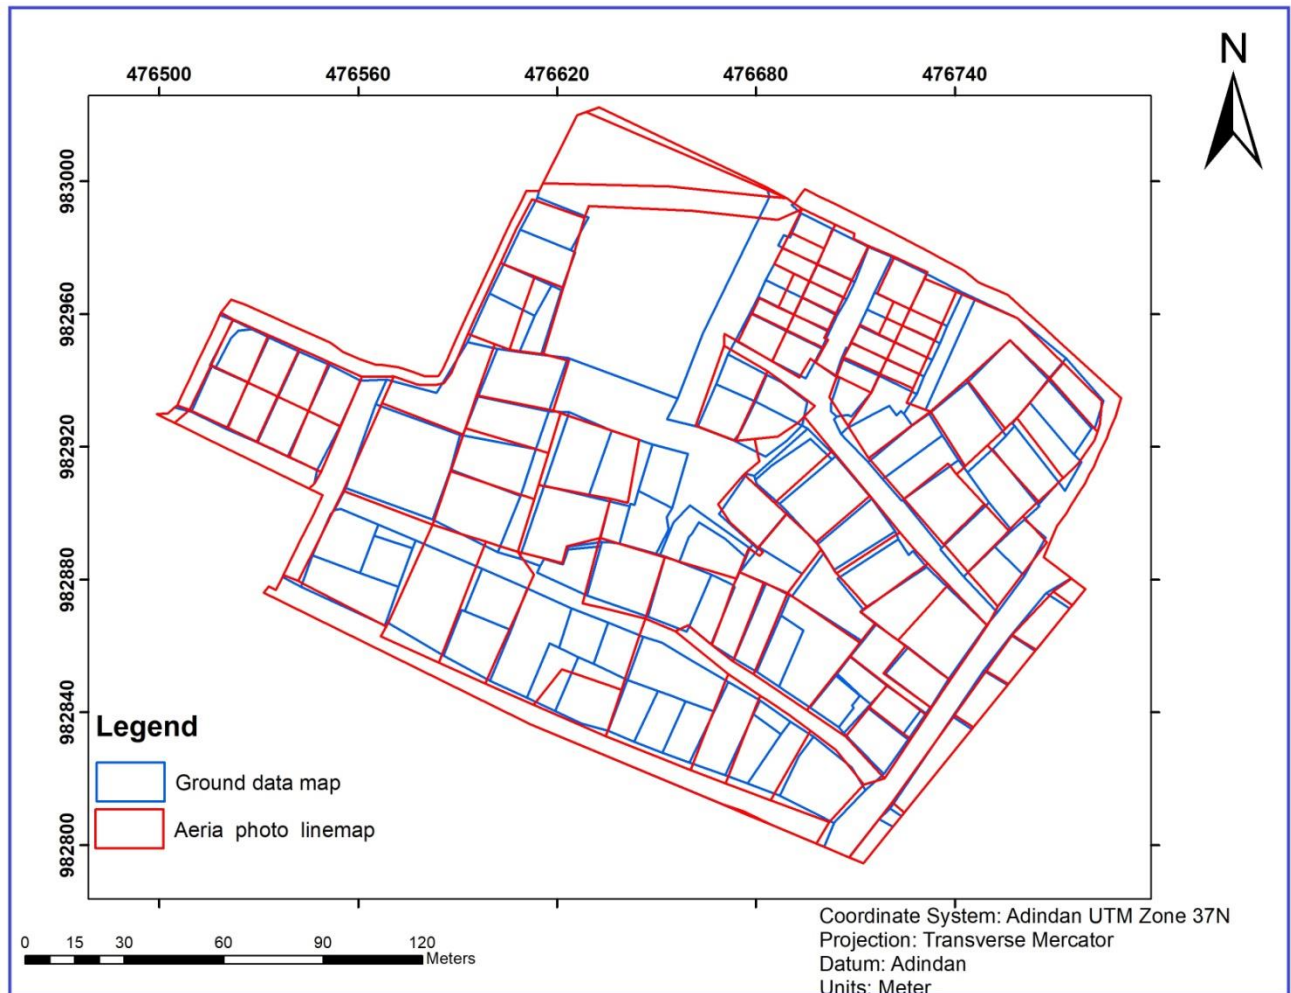 N
476500 476560 476620 476680 476740
983000
982960
982920
982880
982840
982800
Legend
Ground data map
Aeria photo linemap
0 15 30 60 90 120
Meters
Coordinate System: Adindan UTM Zone 37N
Projection: Transverse Mercator
Datum: Adindan
Units: Meter